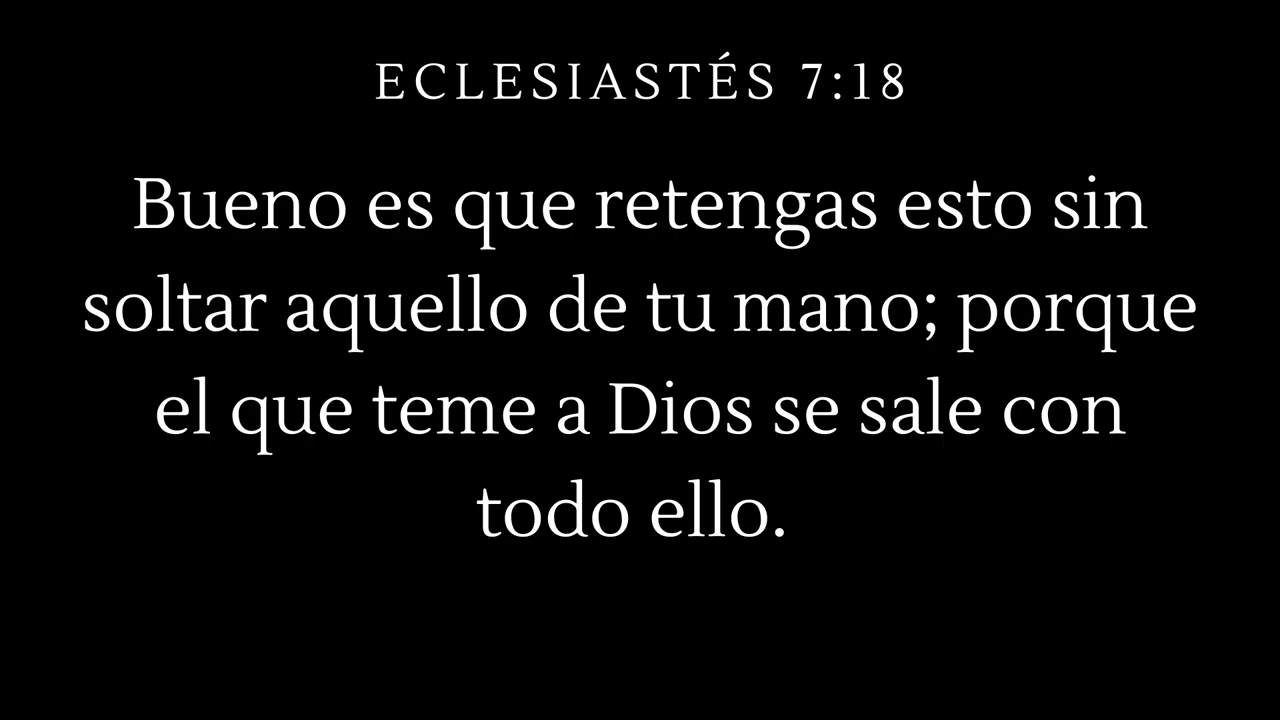 ECLESIASTÉS 7:18
Bueno es que retengas esto sin
soltar aquello de tu mano; porque
el que teme a Dios se sale con
todo ello.